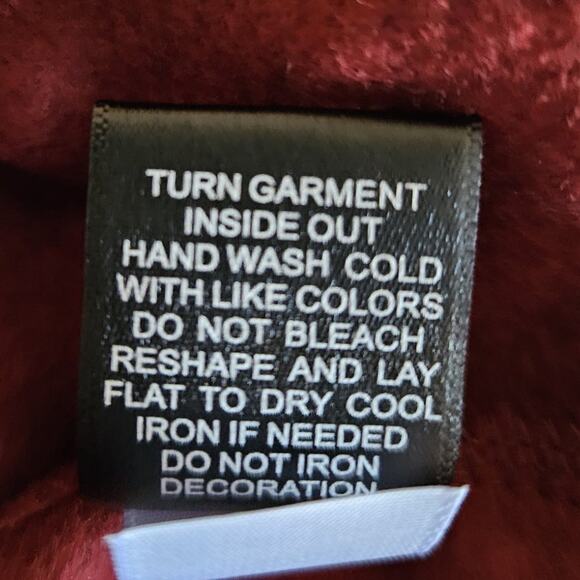 TURN GARMENT
INSIDE OUT
HAND WASH COLD
WITH LIKE COLORS
DO NOT BLEACH
RESHAPE AND LAY
FLAT TO DRY COOL
IRON IF NEEDED
DO NOT IRON
DECORATION